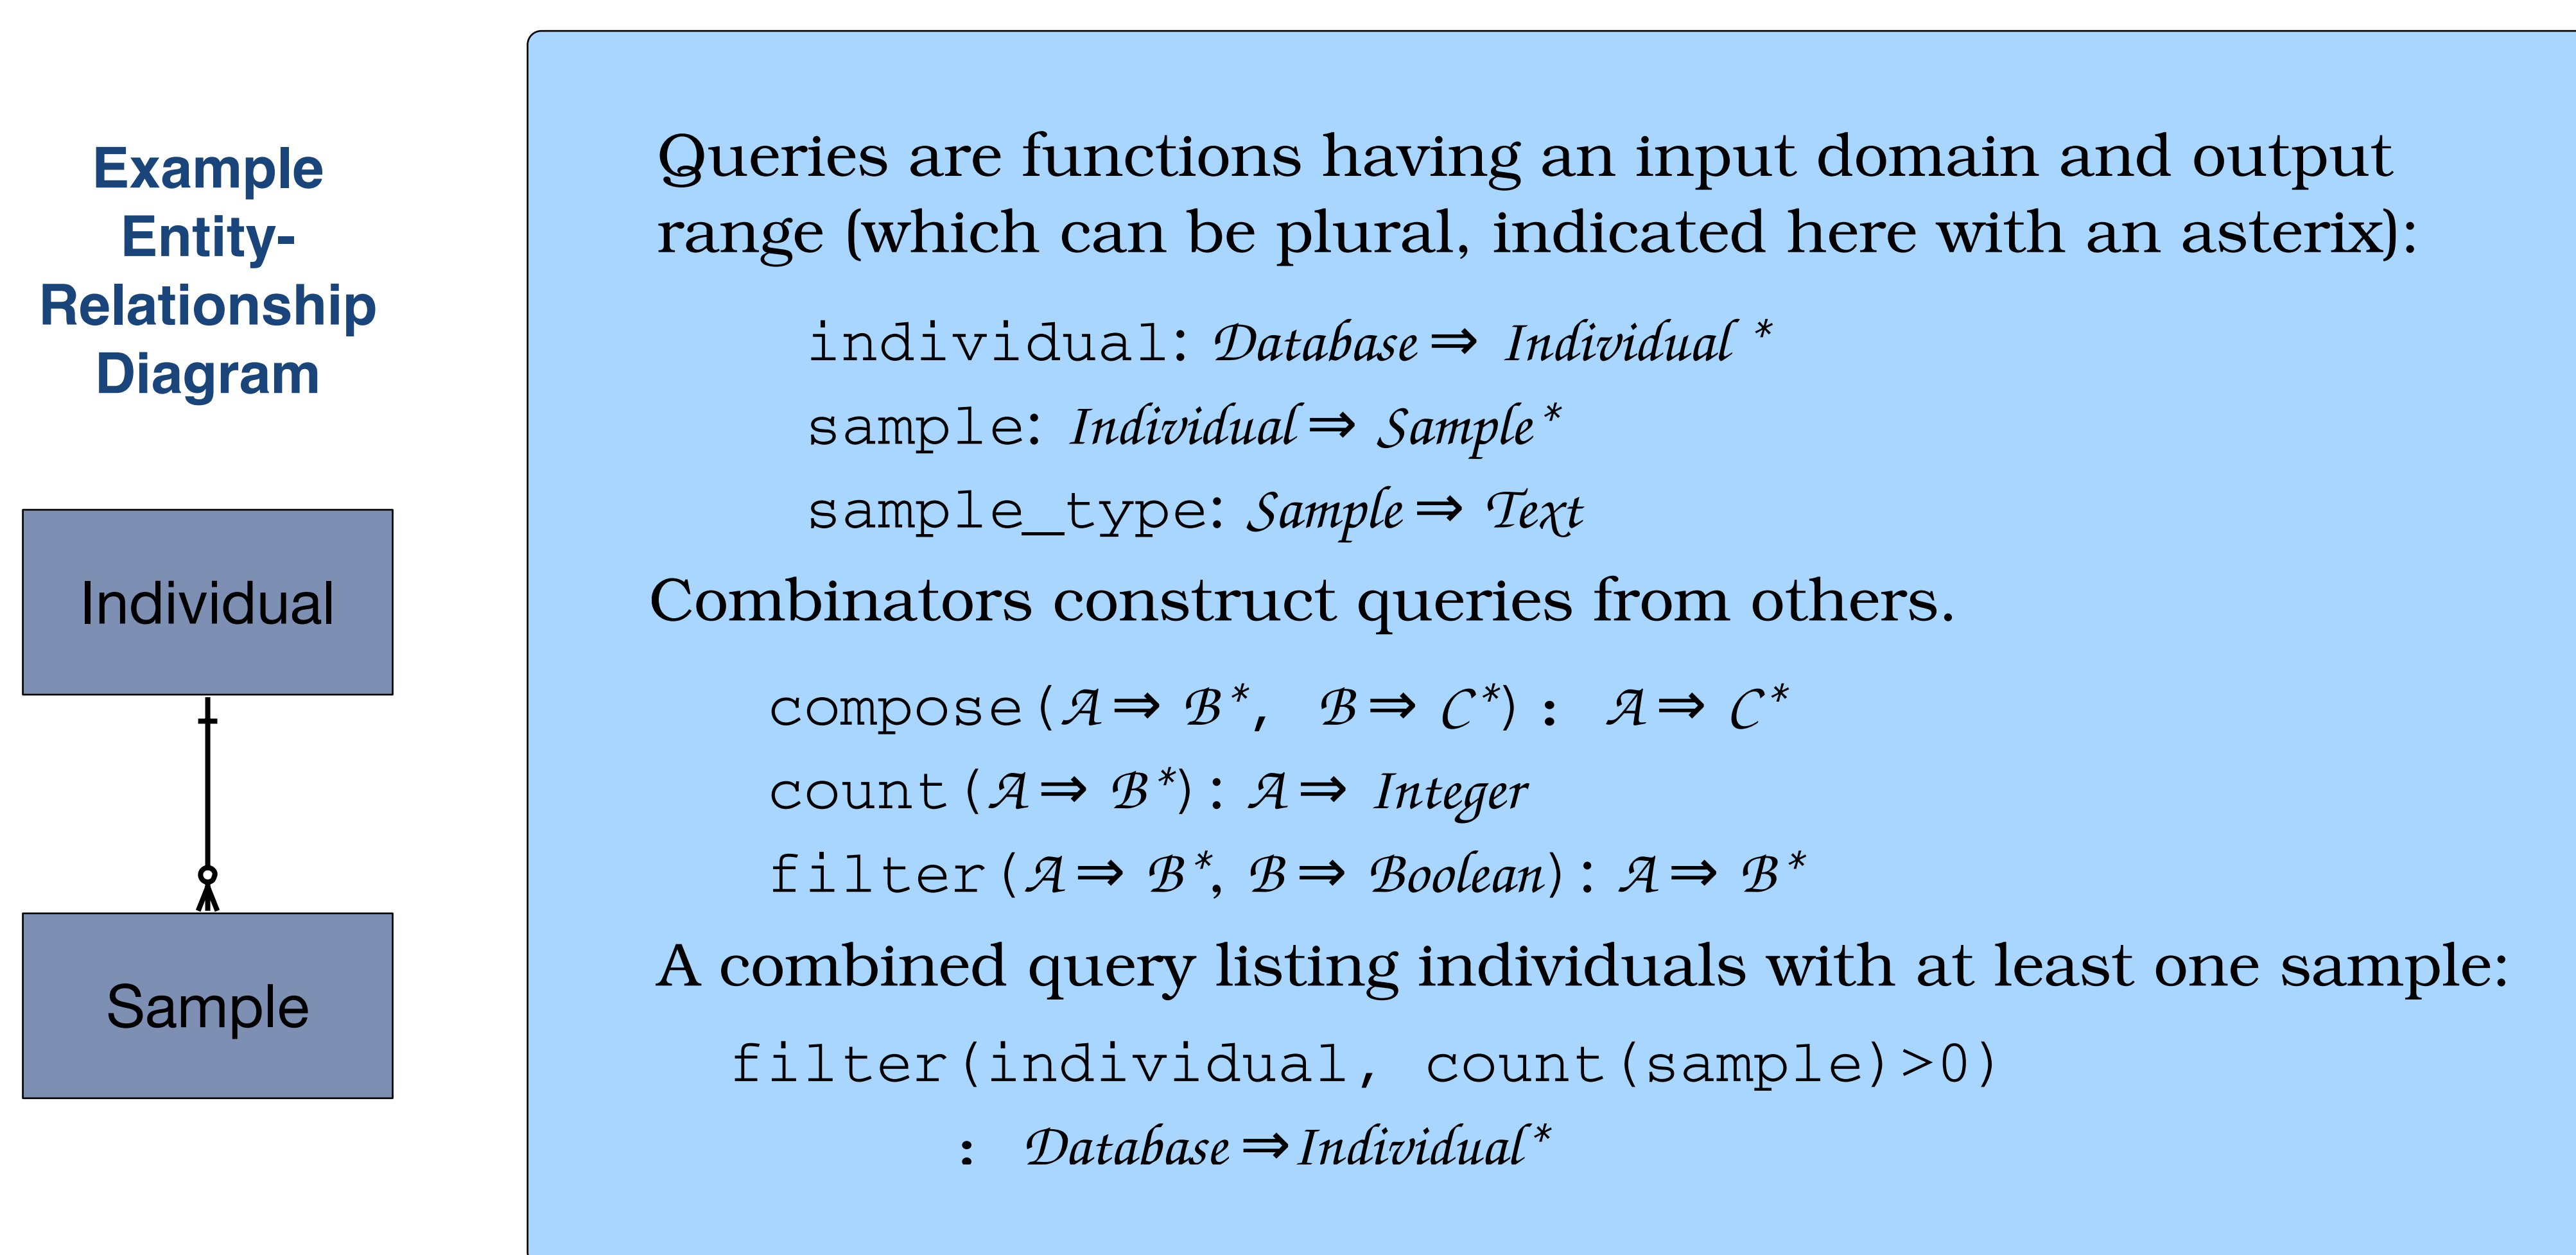 Example
Entity-
Relationship
Diagram
Individual
Sample
Queries are functions having an input domain and output
range (which can be plural, indicated here with an asterix):
individual: Database ⇒ Individual *
sample: Individual ⇒ Sample*
sample_type: Sample ⇒ Text
Combinators construct queries from others.
compose(A ⇒ B*, B ⇒ C*) : A ⇒ C*
count(A ⇒ B*): A ⇒ Integer
filter(A ⇒ B*, B ⇒ Boolean): A ⇒ B*
A combined query listing individuals with at least one sample:
filter(individual, count(sample)>0)
: Database ⇒ Individual*